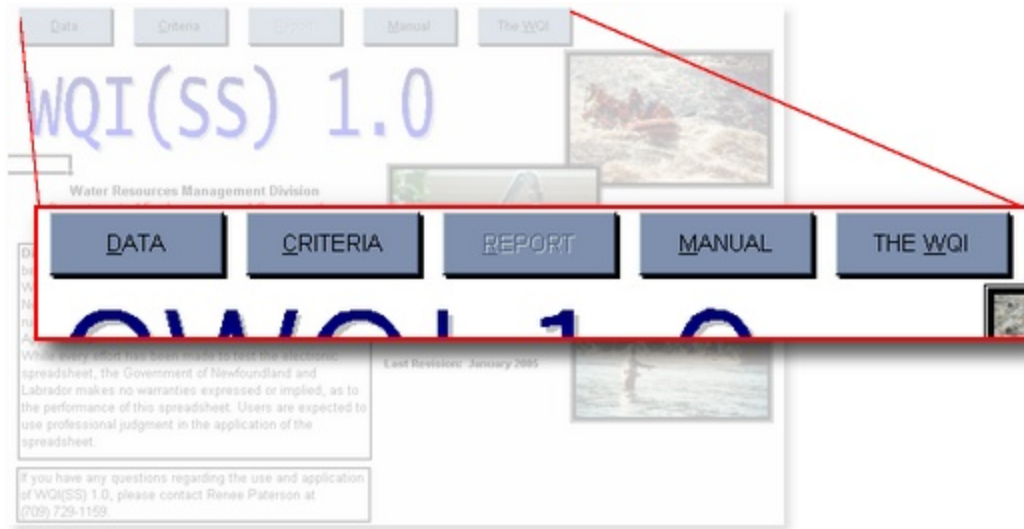 Data Criteria Report Manual The WQI
WQI(SS) 1.0
Water Resources Management Division
DATA CRITERIA REPORT MANUAL THE WQI
CWQI 1.0
While every effort has been made to test the electronic
spreadsheet, the Government of Newfoundland and
Labrador makes no warranties expressed or implied, as to
the performance of this spreadsheet. Users are expected to
use professional judgment in the application of the
spreadsheet.
Last Revision: January 2005
If you have any questions regarding the use and application
of WQI(SS) 1.0, please contact Renee Paterson at
(709) 729-1159.